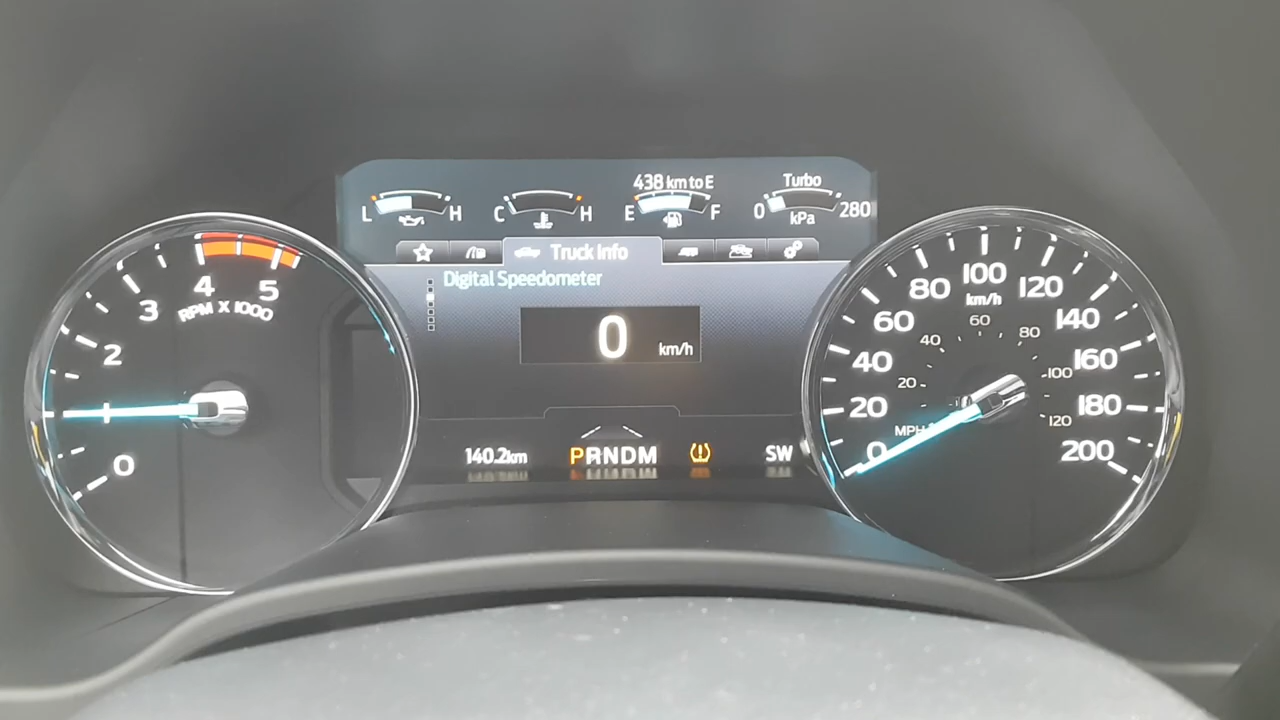 438 km to E
Turbo
L H
C H
E F
0 280
kPa
Truck Info
Digital Speedometer
0 km/h
140.2km
PRNDM
SW
0
2
3
4
5
RPM X 1000
0
20
40
60
80
100
120
140
160
180
200
km/h
MPH
20
40
60
80
100
120